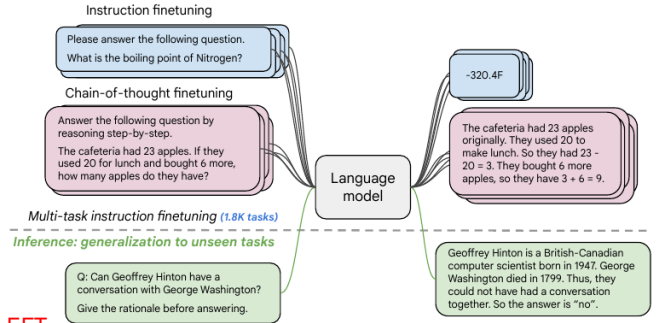 Instruction finetuning
Please answer the following question.
What is the boiling point of Nitrogen?
-320.4F
Chain-of-thought finetuning
Answer the following question by
reasoning step-by-step.
The cafeteria had 23 apples. If they
used 20 for lunch and bought 6 more,
how many apples do they have?
Language
model
The cafeteria had 23 apples
originally. They used 20 to
make lunch. So they had 23 -
20 = 3. They bought 6 more
apples, so they have 3 + 6 = 9.
Multi-task instruction finetuning (1.8K tasks)
Inference: generalization to unseen tasks
Q: Can Geoffrey Hinton have a
conversation with George Washington?
Give the rationale before answering.
Geoffrey Hinton is a British-Canadian
computer scientist born in 1947. George
Washington died in 1799. Thus, they
could not have had a conversation
together. So the answer is “no”.